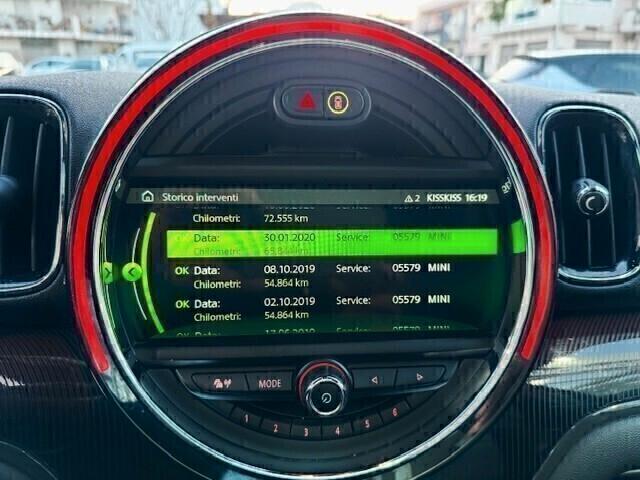 Storico interventi 2 KISSKISS 16:19
Chilometri: 72.555 km
Data: 30.01.2020 Service: 05579 MINI
Chilometri:
OK Data: 08.10.2019 Service: 05579 MINI
Chilometri: 54.864 km
OK Data: 02.10.2019 Service: 05579 MINI
Chilometri: 54.864 km
MODE
1 2 3 4 5 6